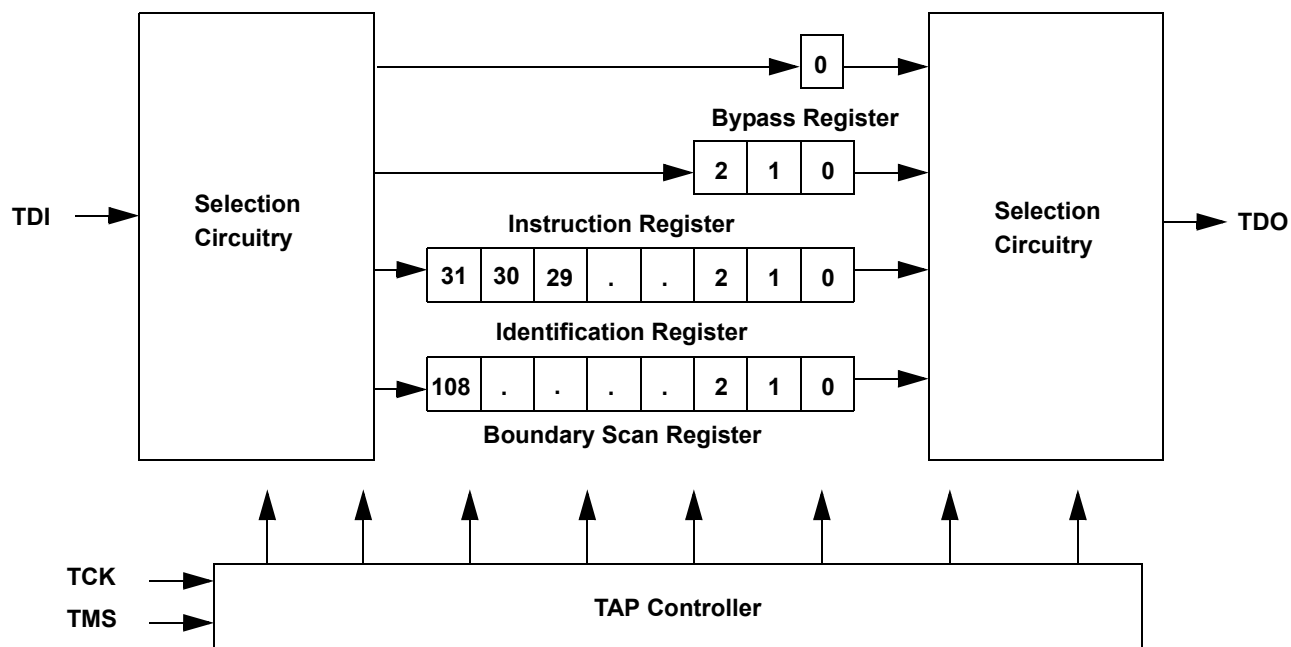 0
Bypass Register
2 1 0
Selection
Circuitry
TDI
Instruction Register
31 30 29 . . 2 1 0
Identification Register
108 . . . . 2 1 0
Boundary Scan Register
Selection
Circuitry
TDO
TCK
TMS
TAP Controller